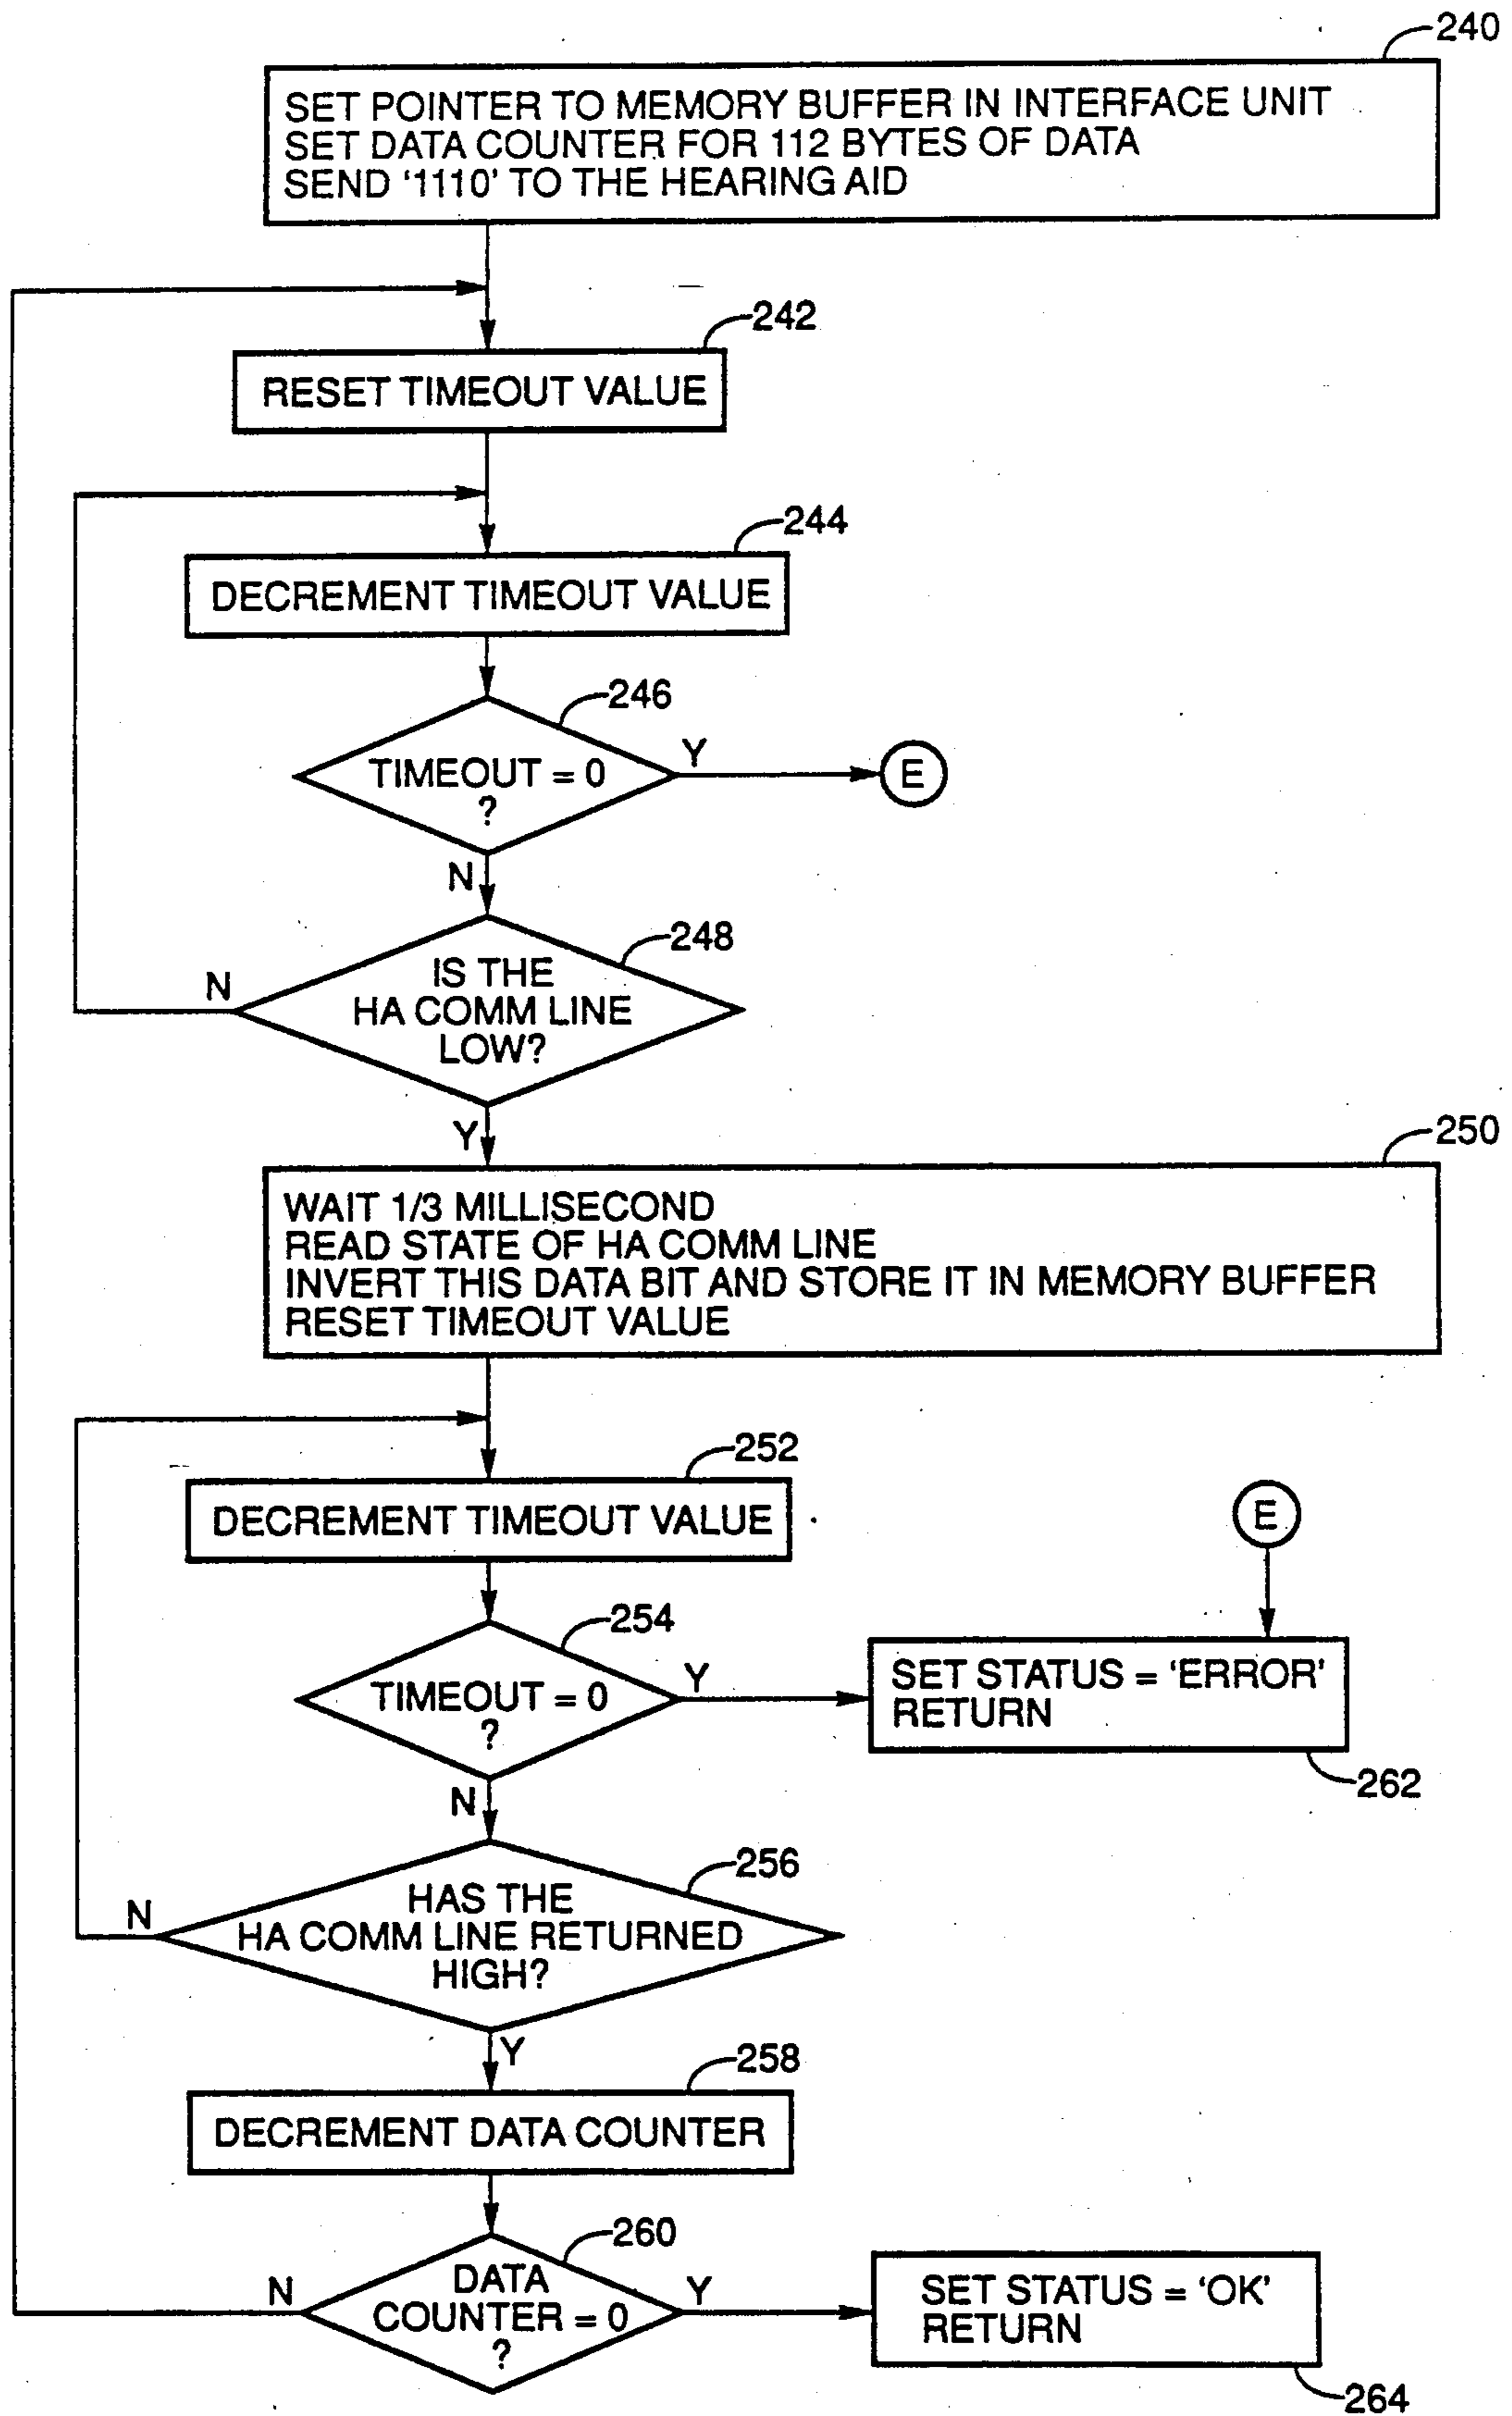 240
SET POINTER TO MEMORY BUFFER IN INTERFACE UNIT
SET DATA COUNTER FOR 112 BYTES OF DATA
SEND ‘1110’ TO THE HEARING AID
242
RESET TIMEOUT VALUE
244
DECREMENT TIMEOUT VALUE
246
TIMEOUT = 0
?
Y
E
N
248
IS THE
HA COMM LINE
LOW?
N
Y
250
WAIT 1/3 MILLISECOND
READ STATE OF HA COMM LINE
INVERT THIS DATA BIT AND STORE IT IN MEMORY BUFFER
RESET TIMEOUT VALUE
252
DECREMENT TIMEOUT VALUE
E
254
TIMEOUT = 0
?
Y
SET STATUS = ‘ERROR’
RETURN
262
N
256
HAS THE
HA COMM LINE RETURNED
HIGH?
N
Y
258
DECREMENT DATA COUNTER
260
DATA
COUNTER = 0
?
N
Y
SET STATUS = ‘OK’
RETURN
264